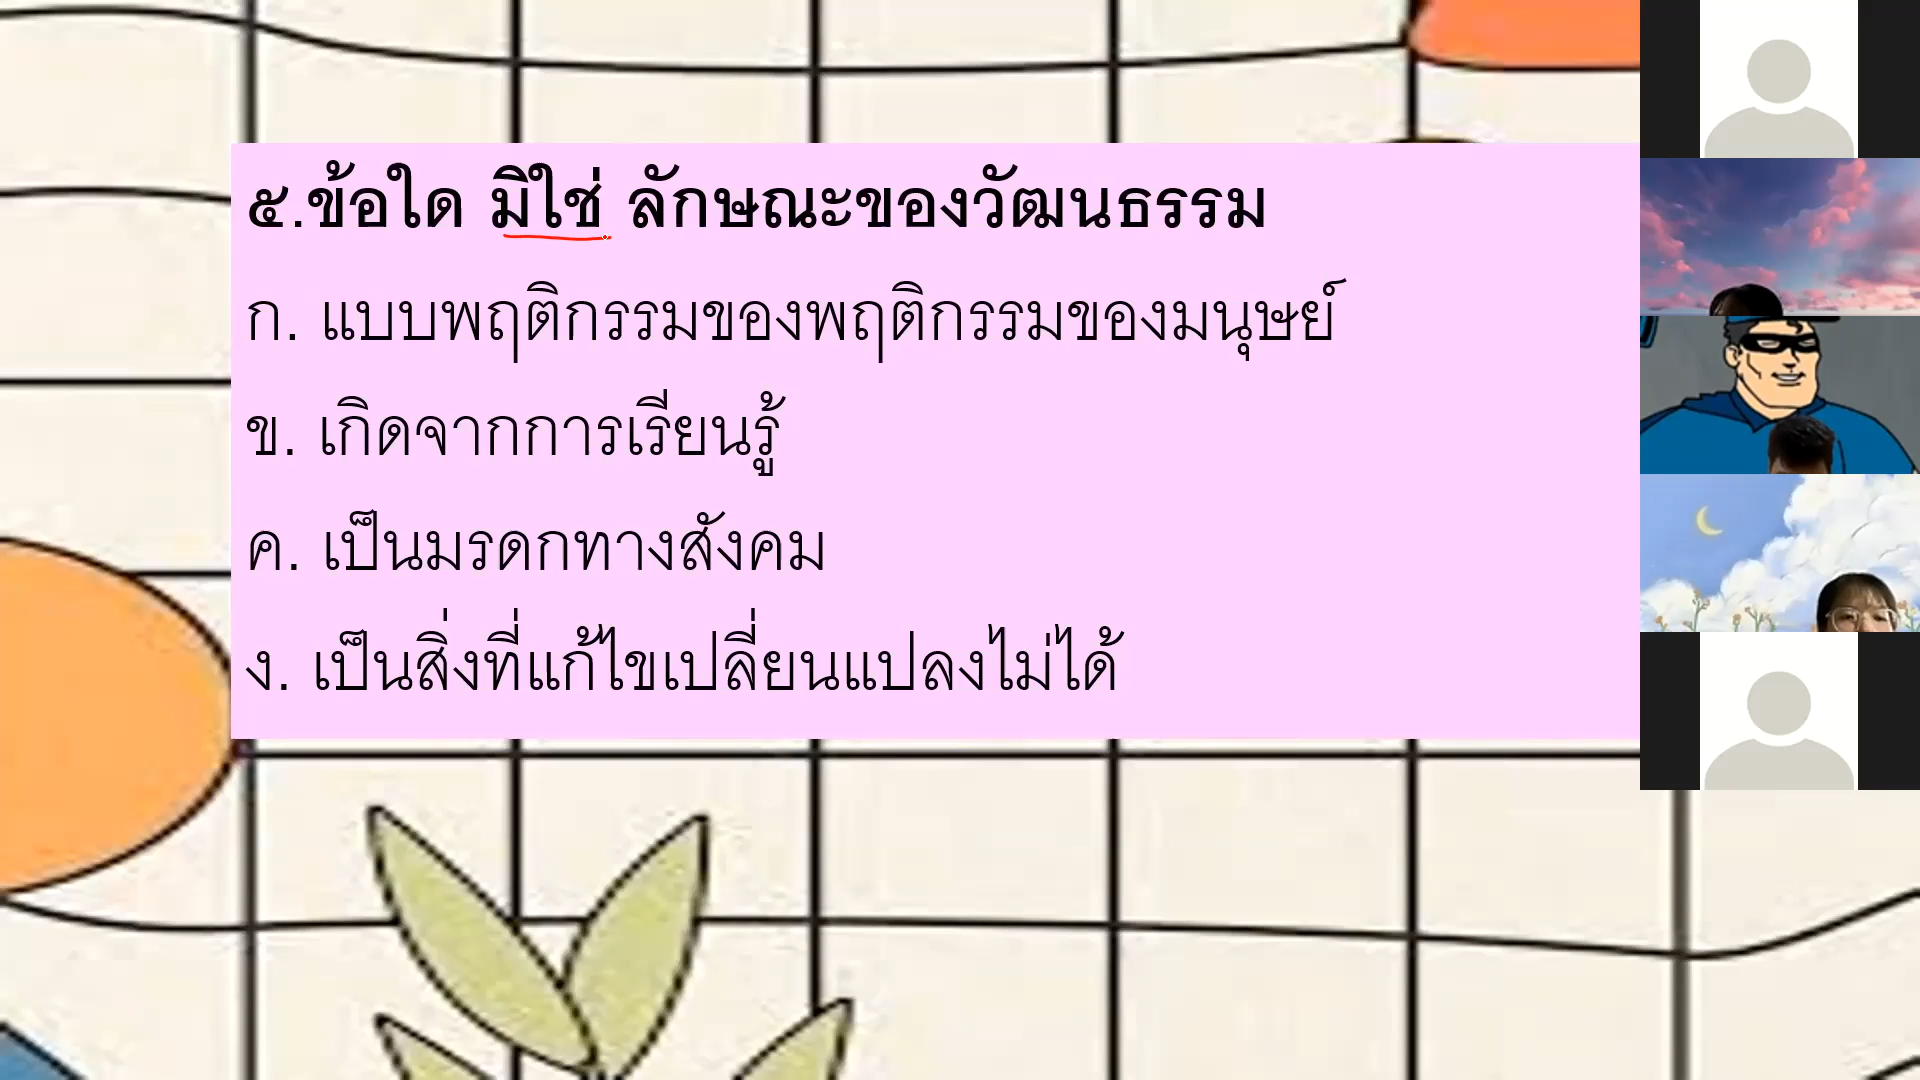 ๕.ข้อใด มิใช่ ลักษณะของวัฒนธรรม
ก. แบบพฤติกรรมของพฤติกรรมของมนุษย์
ข. เกิดจากการเรียนรู้
ค. เป็นมรดกทางสังคม
ง. เป็นสิ่งที่แก้ไขเปลี่ยนแปลงไม่ได้